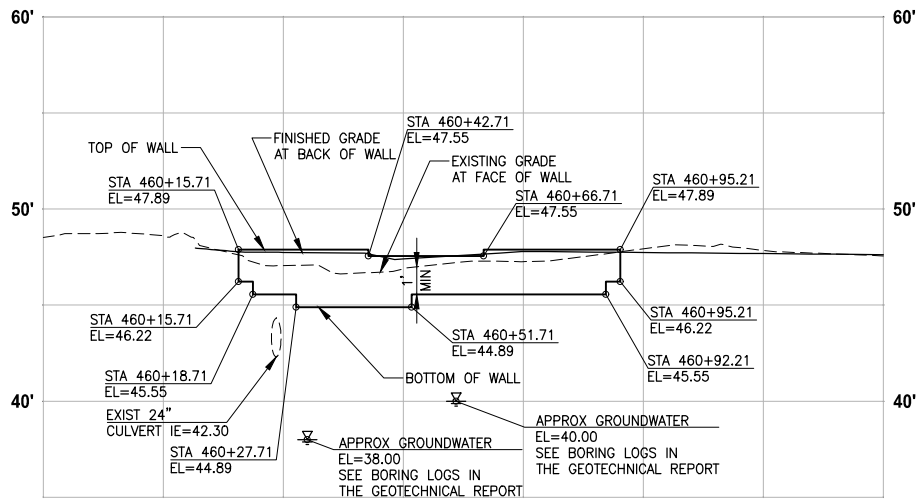 60'
60'
STA 460+42.71
EL=47.55
FINISHED GRADE
AT BACK OF WALL
TOP OF WALL
EXISTING GRADE
AT FACE OF WALL
STA 460+15.71
EL=47.89
STA 460+95.21
EL=47.89
STA 460+66.71
EL=47.55
50'
50'
1'
MIN
STA 460+15.71
EL=46.22
STA 460+95.21
EL=46.22
STA 460+51.71
EL=44.89
STA 460+92.21
EL=45.55
STA 460+18.71
EL=45.55
BOTTOM OF WALL
40'
40'
EXIST 24"
CULVERT IE=42.30
STA 460+27.71
EL=44.89
APPROX GROUNDWATER
EL=38.00
SEE BORING LOGS IN
THE GEOTECHNICAL REPORT
APPROX GROUNDWATER
EL=40.00
SEE BORING LOGS IN
THE GEOTECHNICAL REPORT